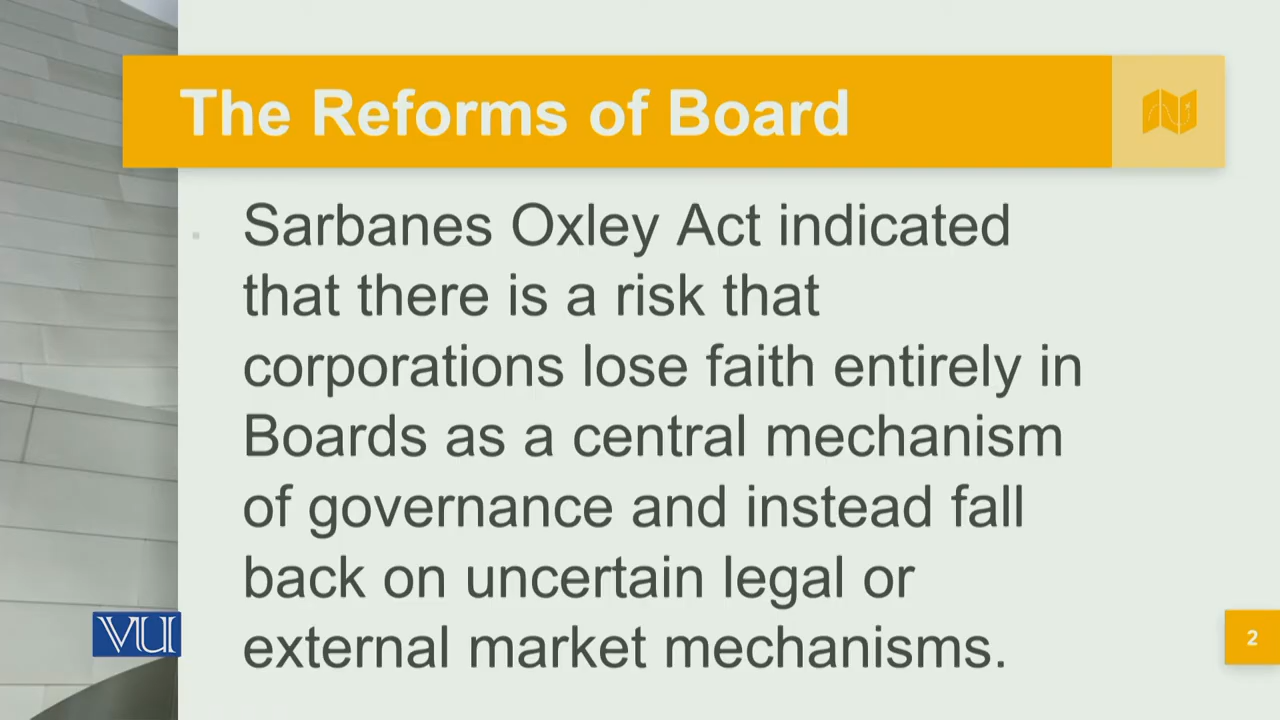 The Reforms of Board
Sarbanes Oxley Act indicated
that there is a risk that
corporations lose faith entirely in
Boards as a central mechanism
of governance and instead fall
back on uncertain legal or
external market mechanisms.
VU
2